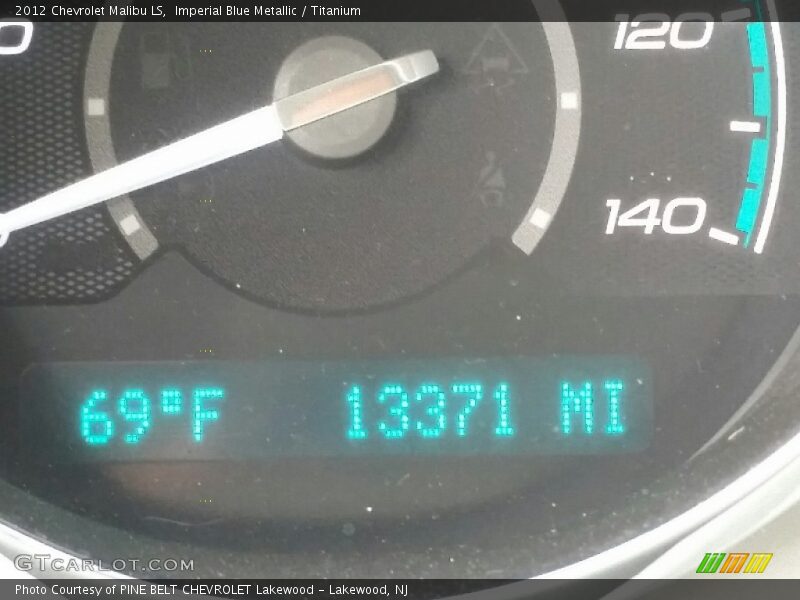 2012 Chevrolet Malibu LS,  Imperial Blue Metallic / Titanium
0
120
140
69°F 13371 MI
GTCARLOT.COM
Photo Courtesy of PINE BELT CHEVROLET Lakewood - Lakewood, NJ